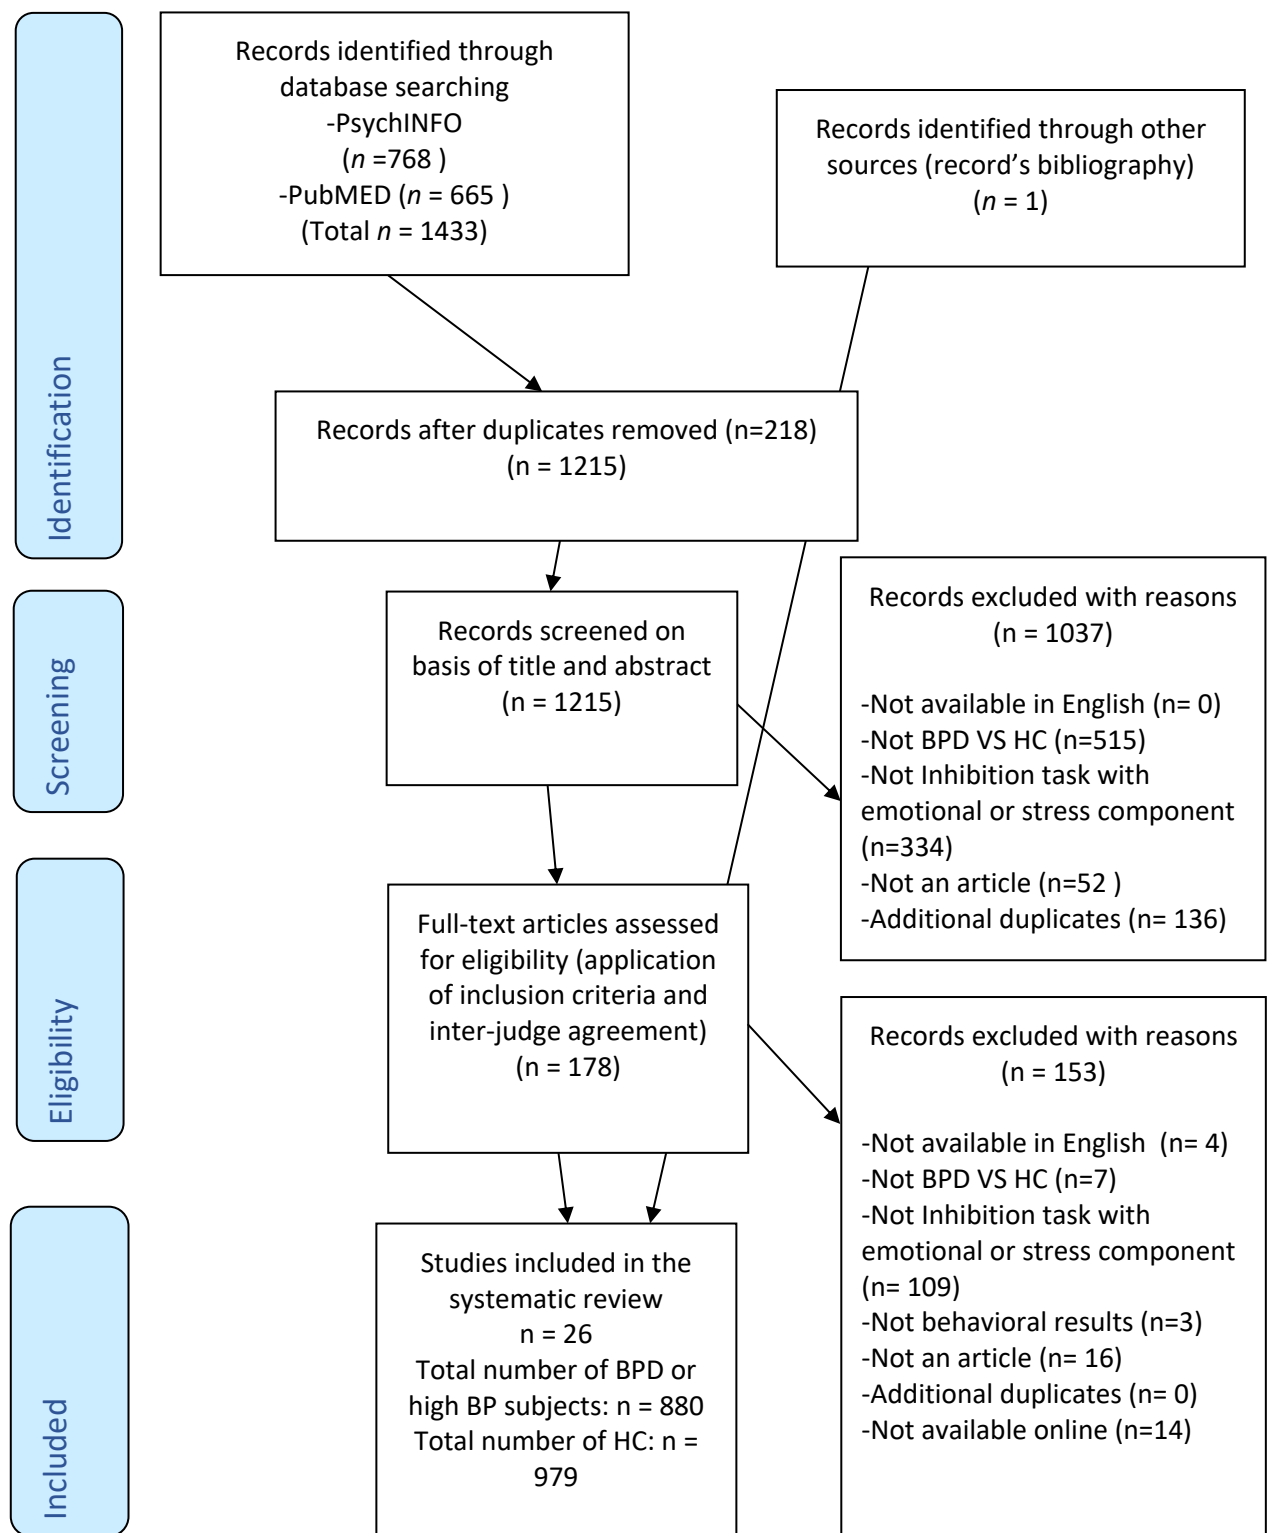 Identification
Records identified through
database searching
-PsychINFO
(n =768 )
-PubMED (n = 665 )
(Total n = 1433)
Records identified through other
sources (record’s bibliography)
(n = 1)
Records after duplicates removed (n=218)
(n = 1215)
Screening
Records screened on
basis of title and abstract
(n = 1215)
Records excluded with reasons
(n = 1037)
-Not available in English (n= 0)
-Not BPD VS HC (n=515)
-Not Inhibition task with
emotional or stress component
(n=334)
-Not an article (n=52 )
-Additional duplicates (n= 136)
Eligibility
Full-text articles assessed
for eligibility (application
of inclusion criteria and
inter-judge agreement)
(n = 178)
Records excluded with reasons
(n = 153)
-Not available in English  (n= 4)
-Not BPD VS HC (n=7)
-Not Inhibition task with
emotional or stress component
(n= 109)
-Not behavioral results (n=3)
-Not an article (n= 16)
-Additional duplicates (n= 0)
-Not available online (n=14)
Included
Studies included in the
systematic review
n = 26
Total number of BPD or
high BP subjects: n = 880
Total number of HC: n =
979